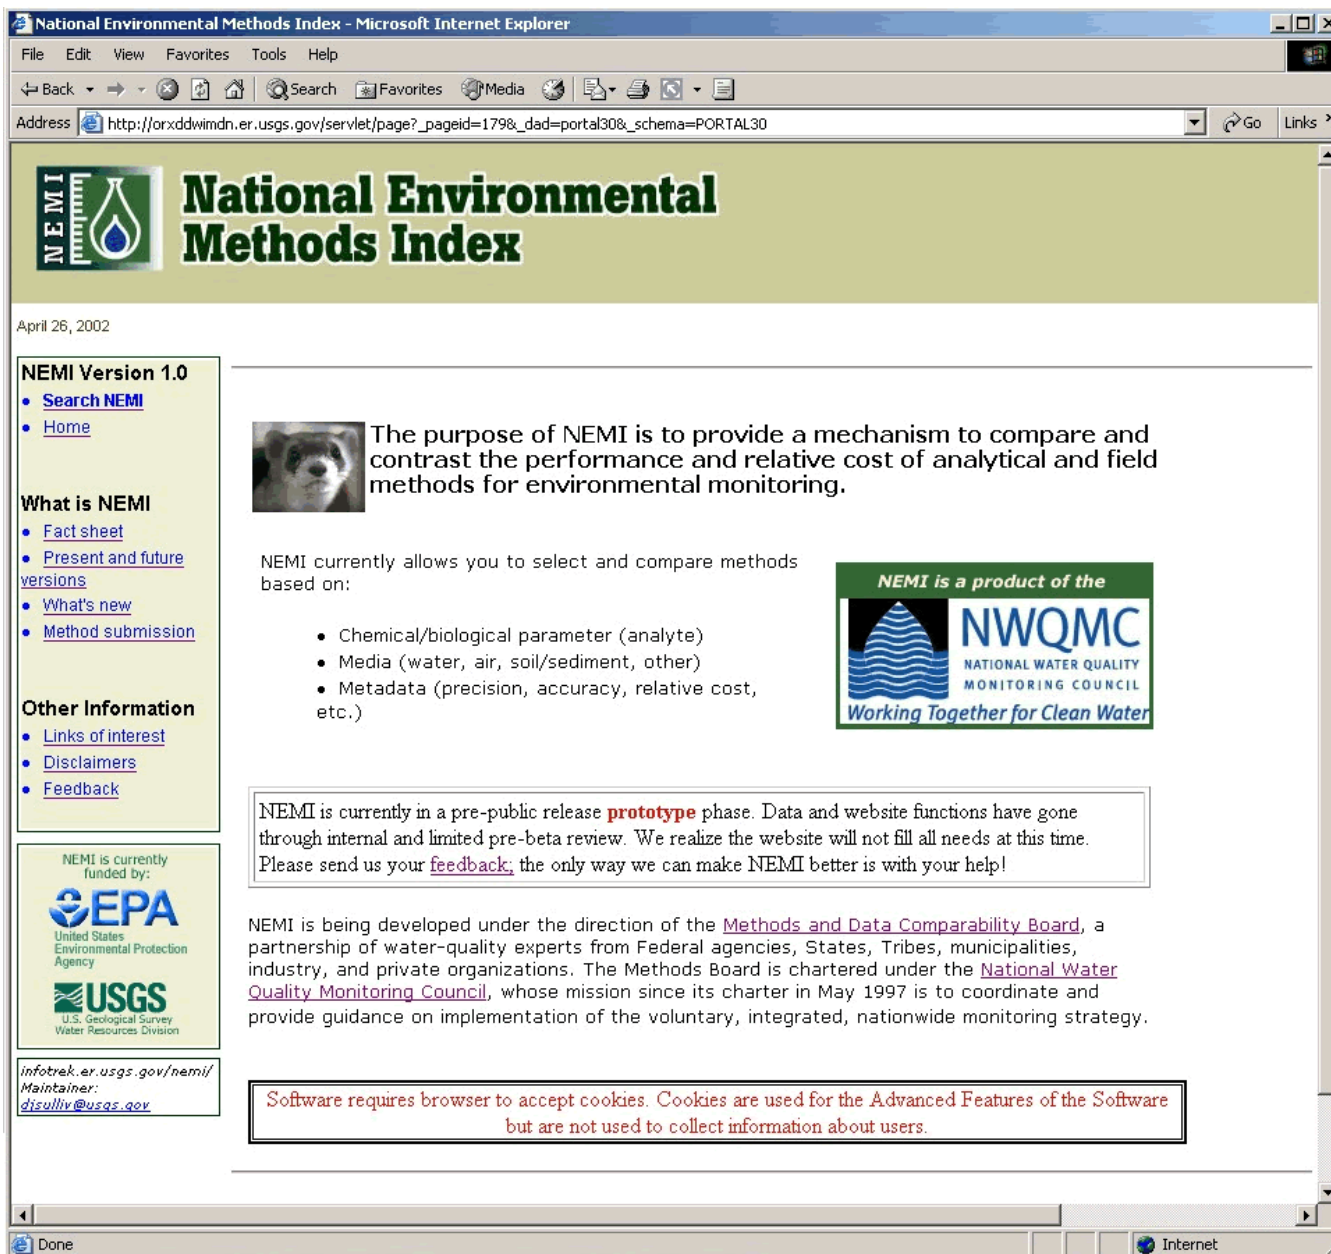 National Environmental Methods Index - Microsoft Internet Explorer
File Edit View Favorites Tools Help
Back Search Favorites Media
Address http://orxddwimdn.er.usgs.gov/servlet/page?_pageid=179&_dad=portal30&_schema=PORTAL30 Go Links
NEMI
National Environmental
Methods Index
April 26, 2002
NEMI Version 1.0
• Search NEMI
• Home
What is NEMI
• Fact sheet
• Present and future
versions
• What's new
• Method submission
Other Information
• Links of interest
• Disclaimers
• Feedback
NEMI is currently
funded by:
EPA
United States
Environmental Protection
Agency
USGS
U.S. Geological Survey
Water Resources Division
infotrek.er.usgs.gov/nemi/
Maintainer:
djsulliv@usgs.gov
The purpose of NEMI is to provide a mechanism to compare and
contrast the performance and relative cost of analytical and field
methods for environmental monitoring.
NEMI currently allows you to select and compare methods
based on:
• Chemical/biological parameter (analyte)
• Media (water, air, soil/sediment, other)
• Metadata (precision, accuracy, relative cost,
etc.)
NEMI is a product of the
NWQMC
NATIONAL WATER QUALITY
MONITORING COUNCIL
Working Together for Clean Water
NEMI is currently in a pre-public release prototype phase. Data and website functions have gone
through internal and limited pre-beta review. We realize the website will not fill all needs at this time.
Please send us your feedback; the only way we can make NEMI better is with your help!
NEMI is being developed under the direction of the Methods and Data Comparability Board, a
partnership of water-quality experts from Federal agencies, States, Tribes, municipalities,
industry, and private organizations. The Methods Board is chartered under the National Water
Quality Monitoring Council, whose mission since its charter in May 1997 is to coordinate and
provide guidance on implementation of the voluntary, integrated, nationwide monitoring strategy.
Software requires browser to accept cookies. Cookies are used for the Advanced Features of the Software
but are not used to collect information about users.
Done Internet